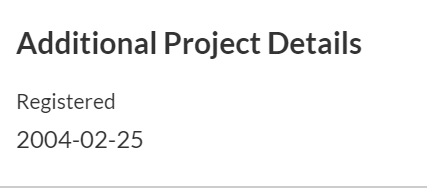 Additional Project Details
Registered
2004-02-25